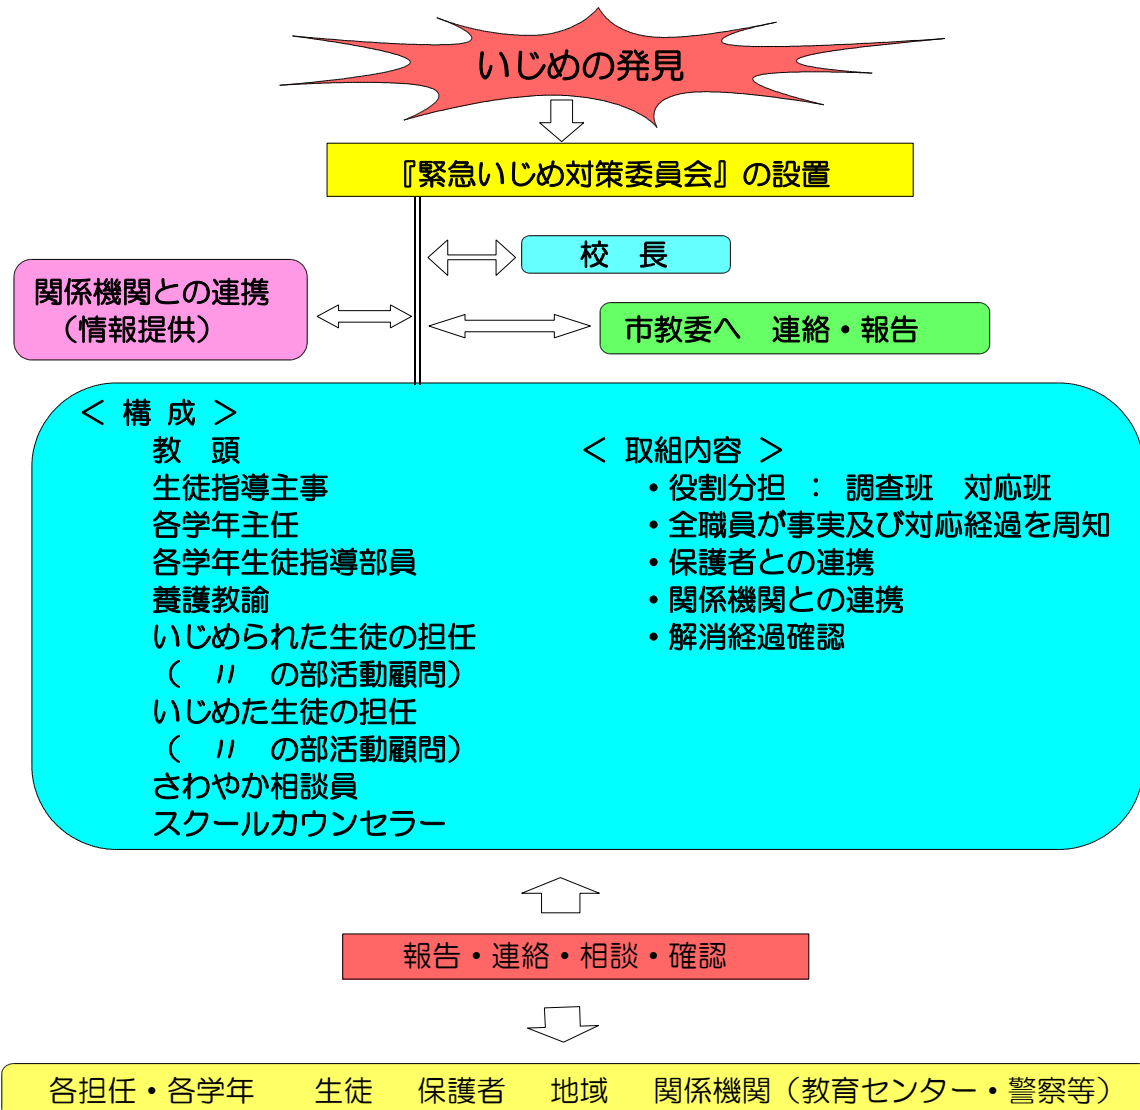 いじめの発見
『緊急いじめ対策委員会』の設置
校　長
関係機関との連携
（情報提供）
市教委へ　連絡・報告
＜ 構 成 ＞
教　頭
生徒指導主事
各学年主任
各学年生徒指導部員
養護教諭
いじめられた生徒の担任
（　〃　の部活動顧問）
いじめた生徒の担任
（　〃　の部活動顧問）
さわやか相談員
スクールカウンセラー
＜ 取組内容 ＞
・役割分担 ： 調査班　対応班
・全職員が事実及び対応経過を周知
・保護者との連携
・関係機関との連携
・解消経過確認
報告・連絡・相談・確認
各担任・各学年　　生徒　保護者　地域　関係機関（教育センター・警察等）